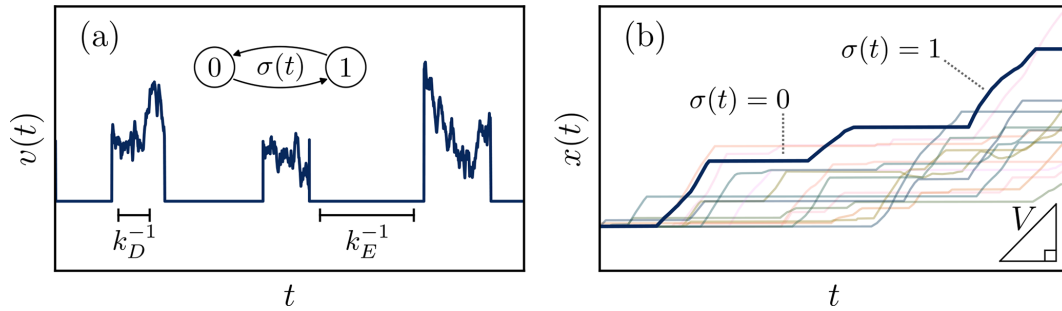 (a)
0
σ(t)
1
v(t)
k_D^{-1}
k_E^{-1}
t
(b)
σ(t) = 1
σ(t) = 0
x(t)
V
t